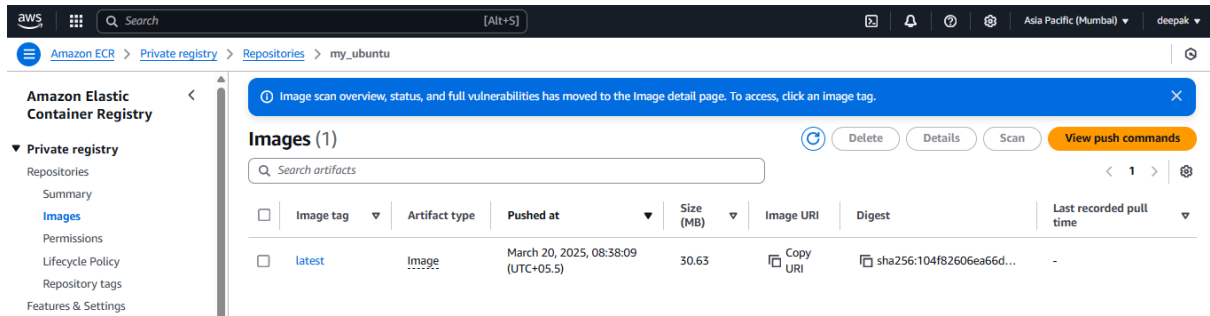 aws Search [Alt+S] Asia Pacific (Mumbai) deepak
Amazon ECR > Private registry > Repositories > my_ubuntu
Amazon Elastic
Container Registry
Private registry
Repositories
Summary
Images
Permissions
Lifecycle Policy
Repository tags
Features & Settings
Image scan overview, status, and full vulnerabilities has moved to the Image detail page. To access, click an image tag.
Images (1) Delete Details Scan View push commands
Search artifacts
< 1 >
Image tag Artifact type Pushed at Size (MB) Image URI Digest Last recorded pull time
latest Image March 20, 2025, 08:38:09 (UTC+05.5) 30.63 Copy URI sha256:104f82606ea66d... -